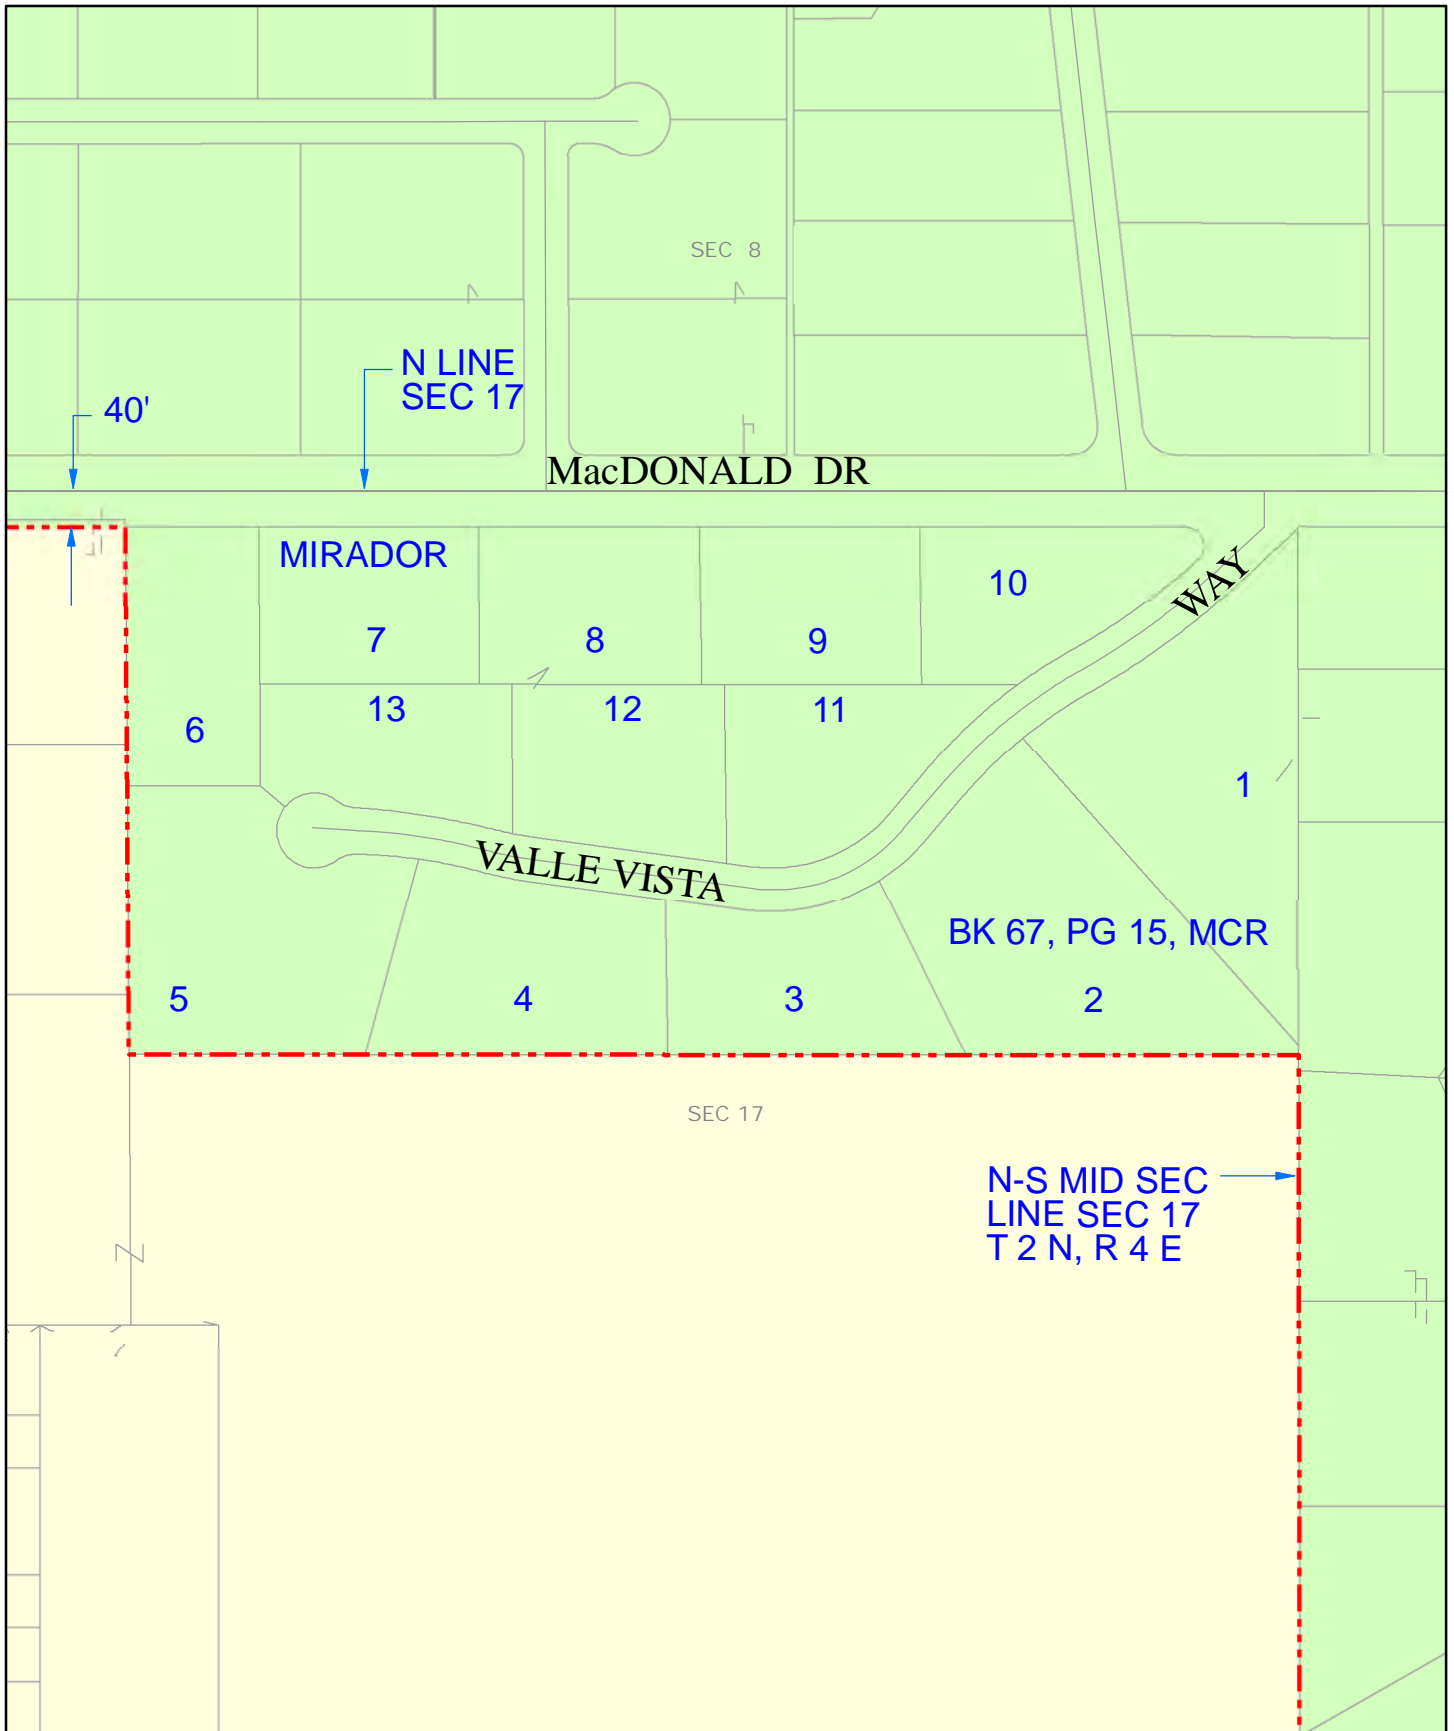 SEC 8
N LINE
SEC 17
40'
MacDONALD DR
MIRADOR
10
WAY
7
8
9
13
12
11
6
1
VALLE VISTA
BK 67, PG 15, MCR
5
4
3
2
SEC 17
N-S MID SEC
LINE SEC 17
T 2 N, R 4 E